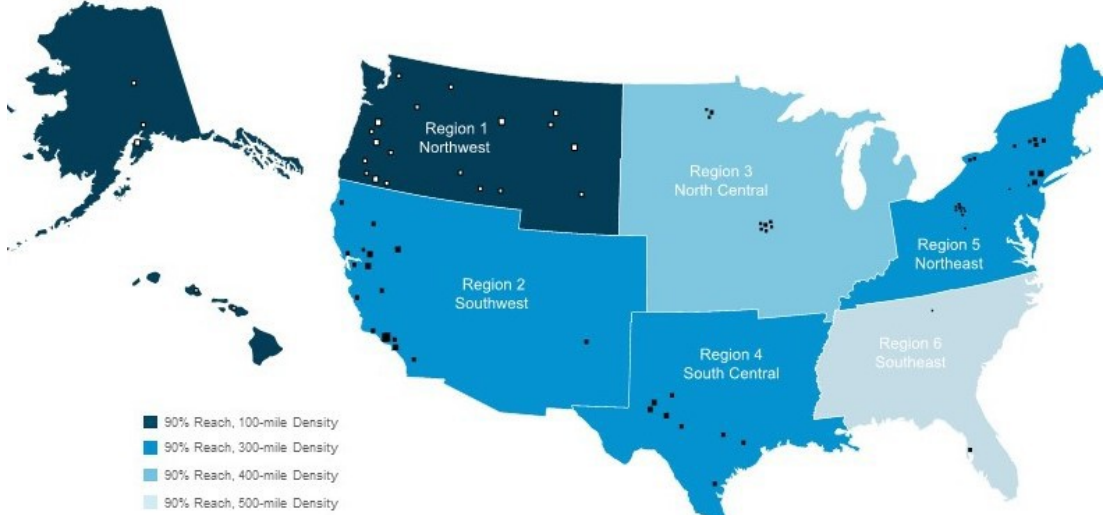 Region 1
Northwest
Region 3
North Central
Region 5
Northeast
Region 2
Southwest
Region 4
South Central
Region 6
Southeast
90% Reach, 100-mile Density
90% Reach, 300-mile Density
90% Reach, 400-mile Density
90% Reach, 500-mile Density